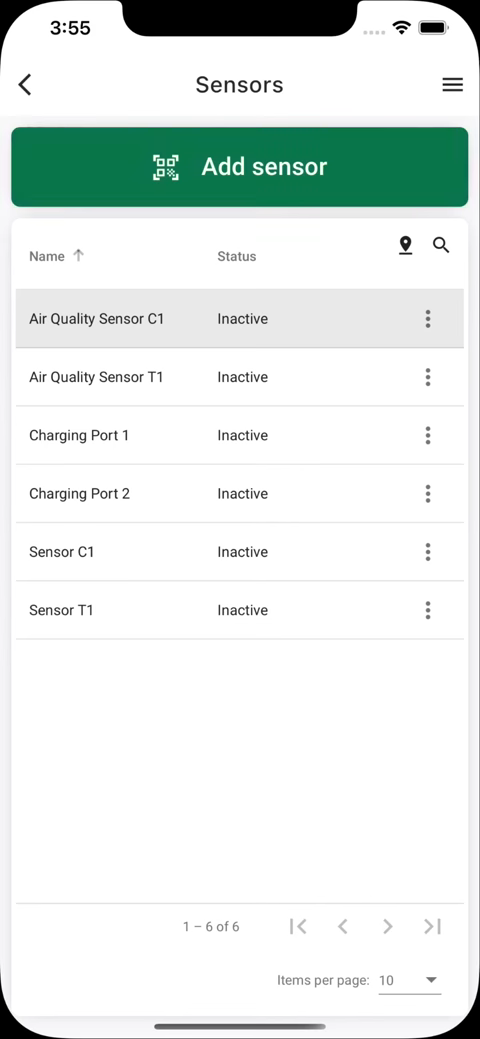 3:55
Sensors
Add sensor
Name Status
Air Quality Sensor C1 Inactive
Air Quality Sensor T1 Inactive
Charging Port 1 Inactive
Charging Port 2 Inactive
Sensor C1 Inactive
Sensor T1 Inactive
1 – 6 of 6
Items per page: 10